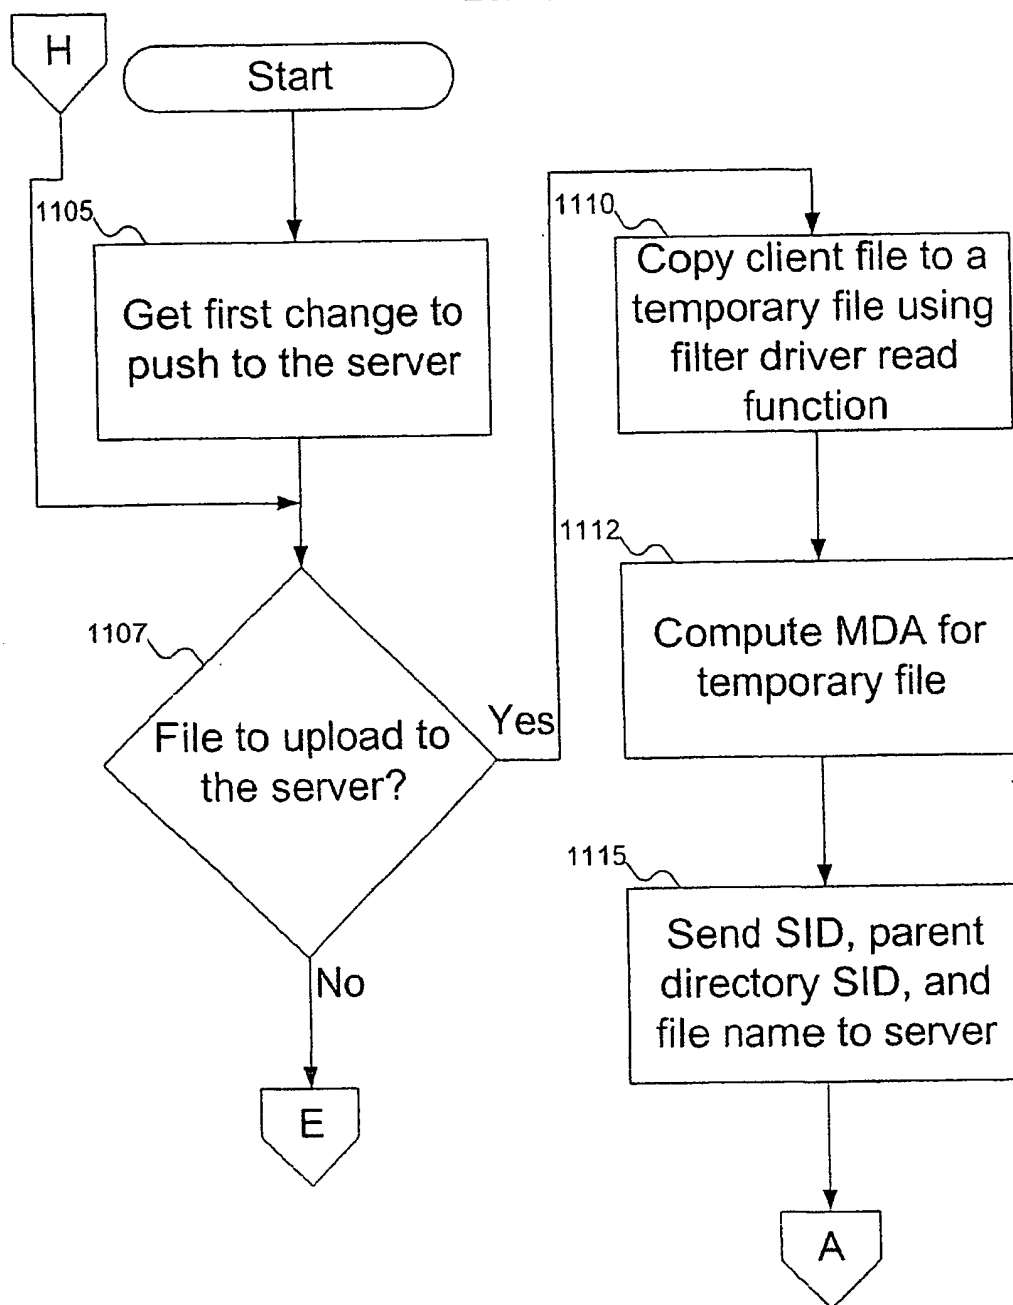 H
Start
1105
Get first change to
push to the server
1107
File to upload to
the server?
Yes
No
E
1110
Copy client file to a
temporary file using
filter driver read
function
1112
Compute MDA for
temporary file
1115
Send SID, parent
directory SID, and
file name to server
A